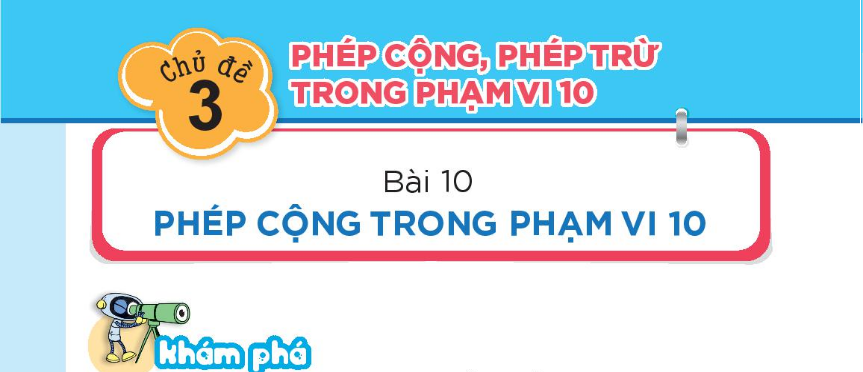 Chủ đề
3
PHÉP CỘNG, PHÉP TRỪ
TRONG PHẠM VI 10
Bài 10
PHÉP CỘNG TRONG PHẠM VI 10
Khám phá